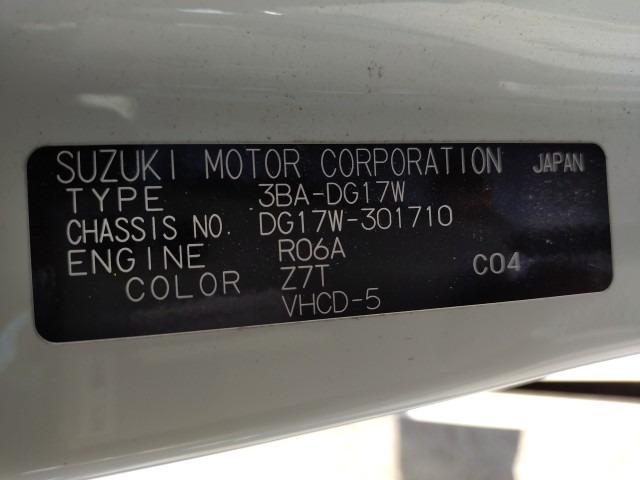 SUZUKI MOTOR CORPORATION JAPAN
TYPE 3BA-DG17W
CHASSIS NO. DG17W-301710
ENGINE R06A
COLOR Z7T C04
VHCD-5